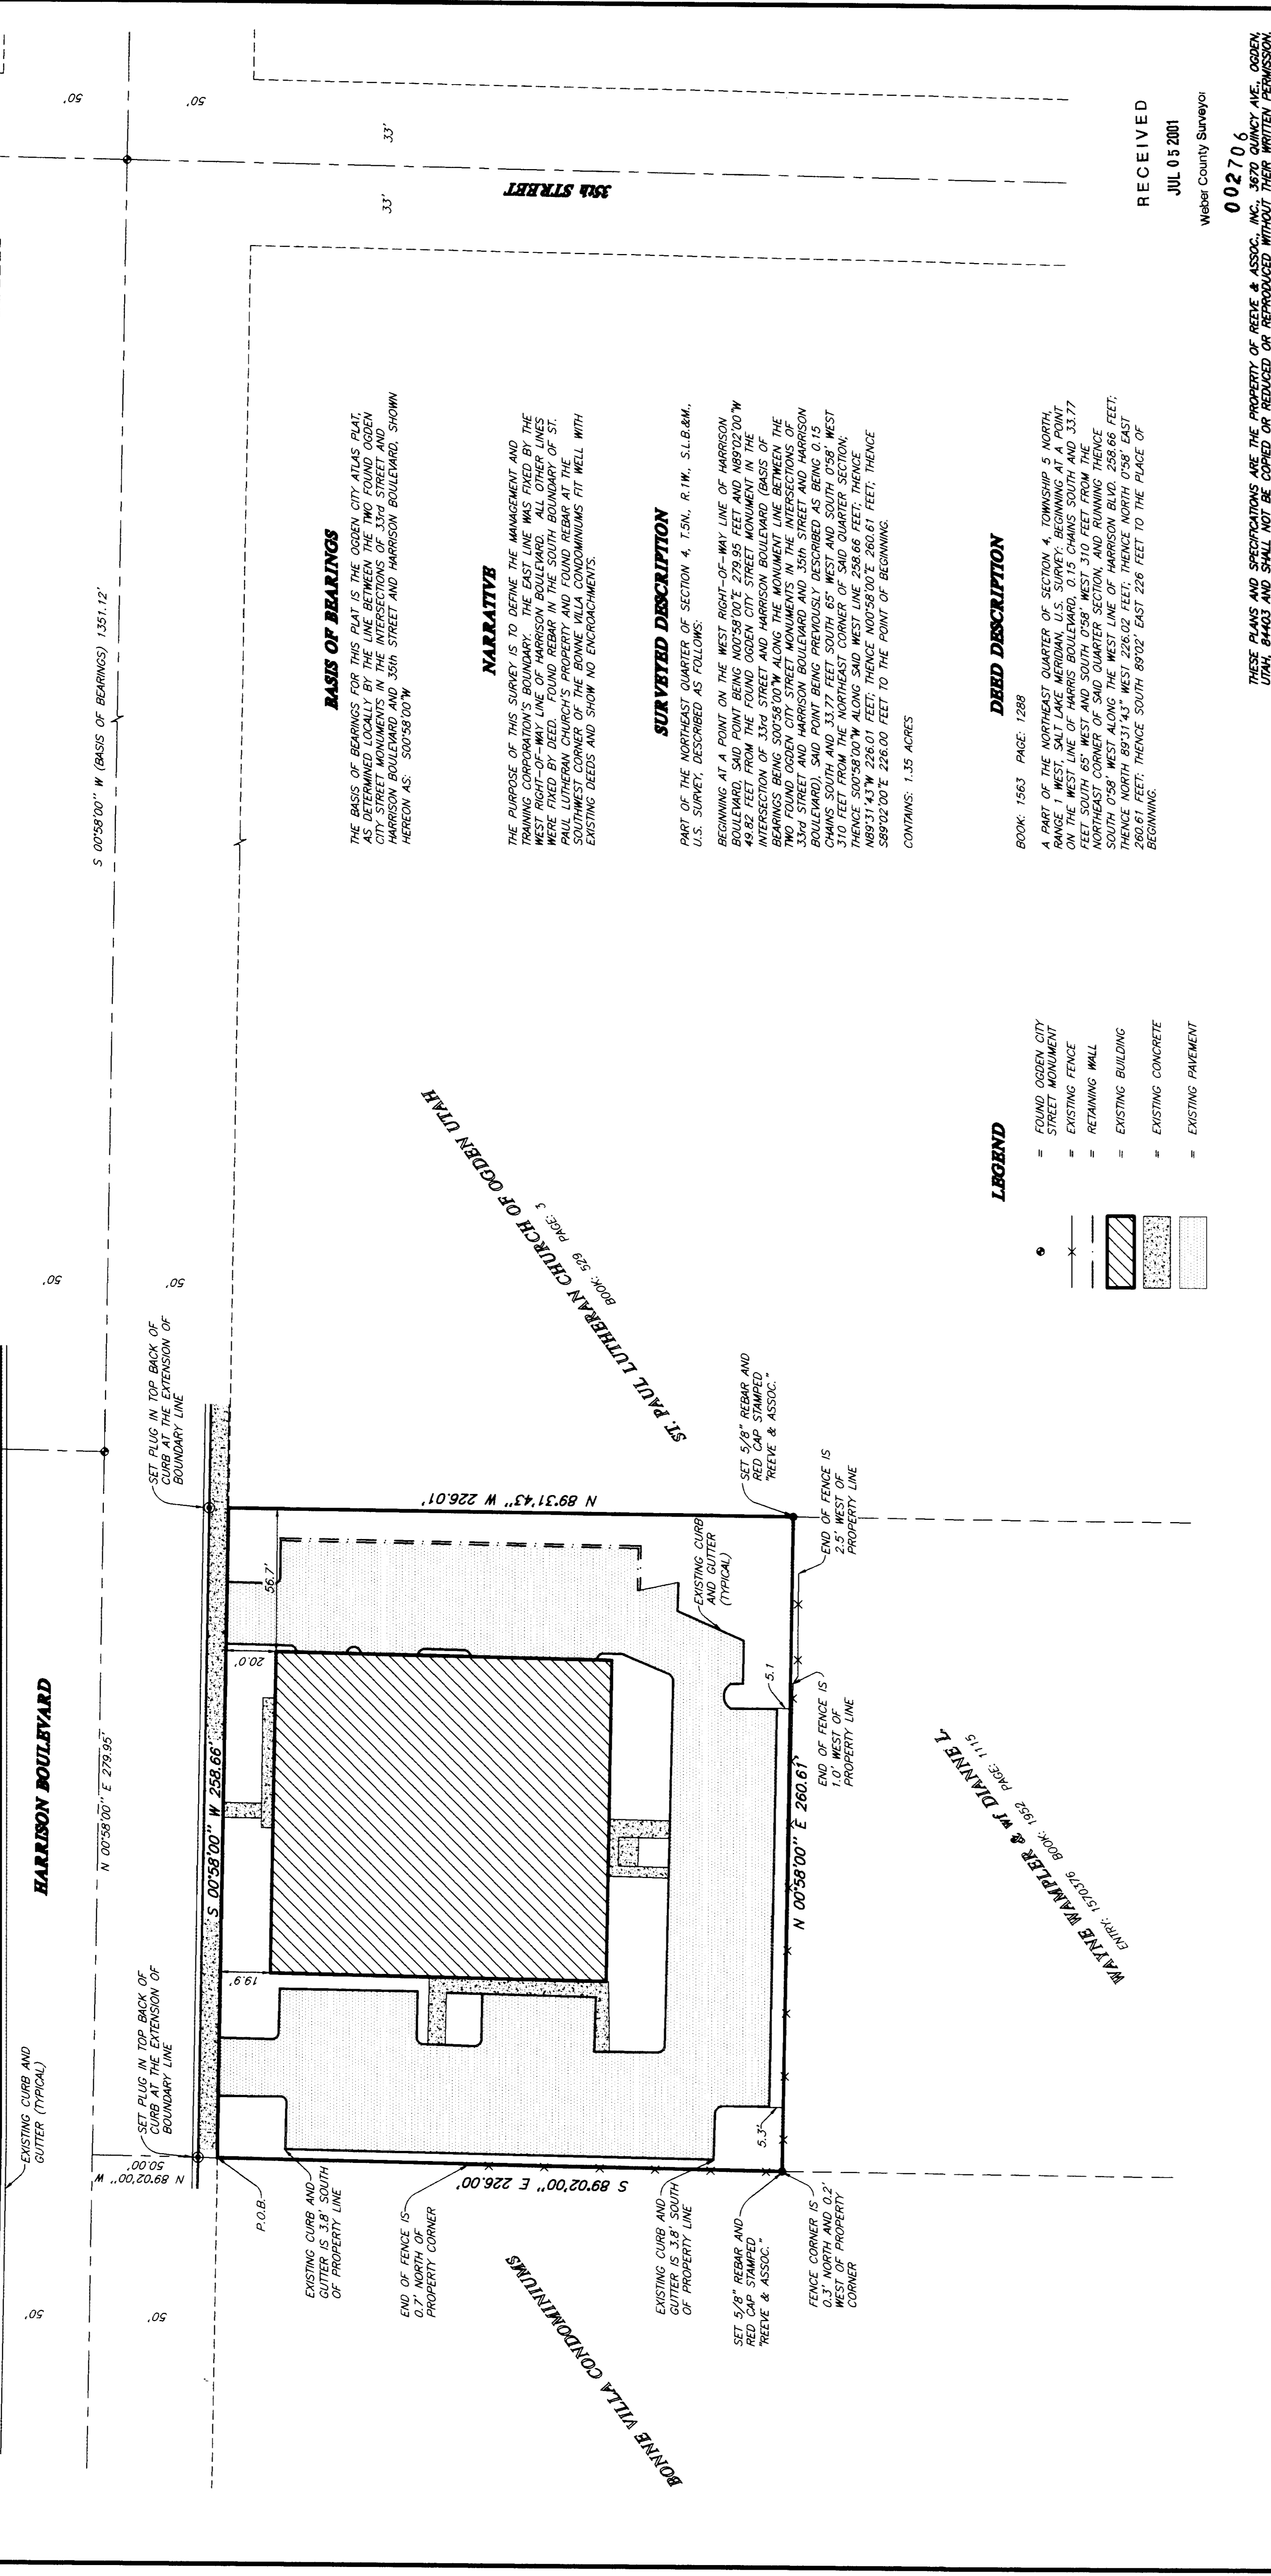 50'
50'
33'
33'
35th STREET
S 00°58'00" W (BASIS OF BEARINGS) 1351.12'
50'
50'
HARRISON BOULEVARD
N 00°58'00" E 279.95'
50'
50'
EXISTING CURB AND
GUTTER (TYPICAL)
SET PLUG IN TOP BACK OF
CURB AT THE EXTENSION OF
BOUNDARY LINE
SET PLUG IN TOP BACK OF
CURB AT THE EXTENSION OF
BOUNDARY LINE
N 89°02'00" W
50.00'
P.O.B.
S 00°58'00" W 258.66'
N 89°31'43" W 226.01'
N 00°58'00" E 260.61'
S 89°02'00" E 226.00'
56.7'
20.0'
19.9'
5.1
5.3'
EXISTING CURB AND
GUTTER IS 3.8' SOUTH
OF PROPERTY LINE
END OF FENCE IS
0.7' NORTH OF
PROPERTY CORNER
EXISTING CURB AND
GUTTER IS 3.8' SOUTH
OF PROPERTY LINE
SET 5/8" REBAR AND
RED CAP STAMPED
"REEVE & ASSOC."
FENCE CORNER IS
0.3' NORTH AND 0.2'
WEST OF PROPERTY
CORNER
EXISTING CURB
AND GUTTER
(TYPICAL)
SET 5/8" REBAR AND
RED CAP STAMPED
"REEVE & ASSOC."
END OF FENCE IS
2.5' WEST OF
PROPERTY LINE
END OF FENCE IS
1.0' WEST OF
PROPERTY LINE
BONNE VILLA CONDOMINIUMS
ST. PAUL LUTHERAN CHURCH OF OGDEN UTAH
BOOK: 529 PAGE: 3
WAYNE WAMPLER & wf DIANNE L
ENTRY: 1570376 BOOK: 1952 PAGE: 1115
BASIS OF BEARINGS
THE BASIS OF BEARINGS FOR THIS PLAT IS THE OGDEN CITY ATLAS PLAT,
AS DETERMINED LOCALLY BY THE LINE BETWEEN THE TWO FOUND OGDEN
CITY STREET MONUMENTS IN THE INTERSECTIONS OF 33rd STREET AND
HARRISON BOULEVARD AND 35th STREET AND HARRISON BOULEVARD, SHOWN
HEREON AS: S00°58'00"W
NARRATIVE
THE PURPOSE OF THIS SURVEY IS TO DEFINE THE MANAGEMENT AND
TRAINING CORPORATION'S BOUNDARY. THE EAST LINE WAS FIXED BY THE
WEST RIGHT-OF-WAY LINE OF HARRISON BOULEVARD. ALL OTHER LINES
WERE FIXED BY DEED. FOUND REBAR IN THE SOUTH BOUNDARY OF ST.
PAUL LUTHERAN CHURCH'S PROPERTY AND FOUND REBAR AT THE
SOUTHWEST CORNER OF THE BONNE VILLA CONDOMINIUMS FIT WELL WITH
EXISTING DEEDS AND SHOW NO ENCROACHMENTS.
SURVEYED DESCRIPTION
PART OF THE NORTHEAST QUARTER OF SECTION 4, T.5N., R.1W., S.L.B.&M.,
U.S. SURVEY, DESCRIBED AS FOLLOWS:
BEGINNING AT A POINT ON THE WEST RIGHT-OF-WAY LINE OF HARRISON
BOULEVARD, SAID POINT BEING N00°58'00"E 279.95 FEET AND N89°02'00"W
49.82 FEET FROM THE FOUND OGDEN CITY STREET MONUMENT IN THE
INTERSECTION OF 33rd STREET AND HARRISON BOULEVARD (BASIS OF
BEARINGS BEING S00°58'00"W ALONG THE MONUMENT LINE BETWEEN THE
TWO FOUND OGDEN CITY STREET MONUMENTS IN THE INTERSECTIONS OF
33rd STREET AND HARRISON BOULEVARD AND 35th STREET AND HARRISON
BOULEVARD), SAID POINT BEING PREVIOUSLY DESCRIBED AS BEING 0.15
CHAINS SOUTH AND 33.77 FEET SOUTH 65° WEST AND SOUTH 0°58' WEST
310 FEET FROM THE NORTHEAST CORNER OF SAID QUARTER SECTION;
THENCE S00°58'00"W ALONG SAID WEST LINE 258.66 FEET; THENCE
N89°31'43"W 226.01 FEET; THENCE N00°58'00"E 260.61 FEET; THENCE
S89°02'00"E 226.00 FEET TO THE POINT OF BEGINNING.
CONTAINS: 1.35 ACRES
DEED DESCRIPTION
BOOK: 1563 PAGE: 1288
A PART OF THE NORTHEAST QUARTER OF SECTION 4, TOWNSHIP 5 NORTH,
RANGE 1 WEST, SALT LAKE MERIDIAN, U.S. SURVEY: BEGINNING AT A POINT
ON THE WEST LINE OF HARRIS BOULEVARD, 0.15 CHAINS SOUTH AND 33.77
FEET SOUTH 65° WEST AND SOUTH 0°58' WEST 310 FEET FROM THE
NORTHEAST CORNER OF SAID QUARTER SECTION, AND RUNNING THENCE
SOUTH 0°58' WEST ALONG THE WEST LINE OF HARRISON BLVD. 258.66 FEET;
THENCE NORTH 89°31'43" WEST 226.02 FEET; THENCE NORTH 0°58' EAST
260.61 FEET; THENCE SOUTH 89°02' EAST 226 FEET TO THE PLACE OF
BEGINNING.
LEGEND
= FOUND OGDEN CITY
STREET MONUMENT
= EXISTING FENCE
= RETAINING WALL
= EXISTING BUILDING
= EXISTING CONCRETE
= EXISTING PAVEMENT
RECEIVED
JUL 05 2001
Weber County Surveyor
002706
THESE PLANS AND SPECIFICATIONS ARE THE PROPERTY OF REEVE & ASSOC., INC., 3670 QUINCY AVE., OGDEN,
UTAH, 84403 AND SHALL NOT BE COPIED OR REDUCED OR REPRODUCED WITHOUT THEIR WRITTEN PERMISSION.